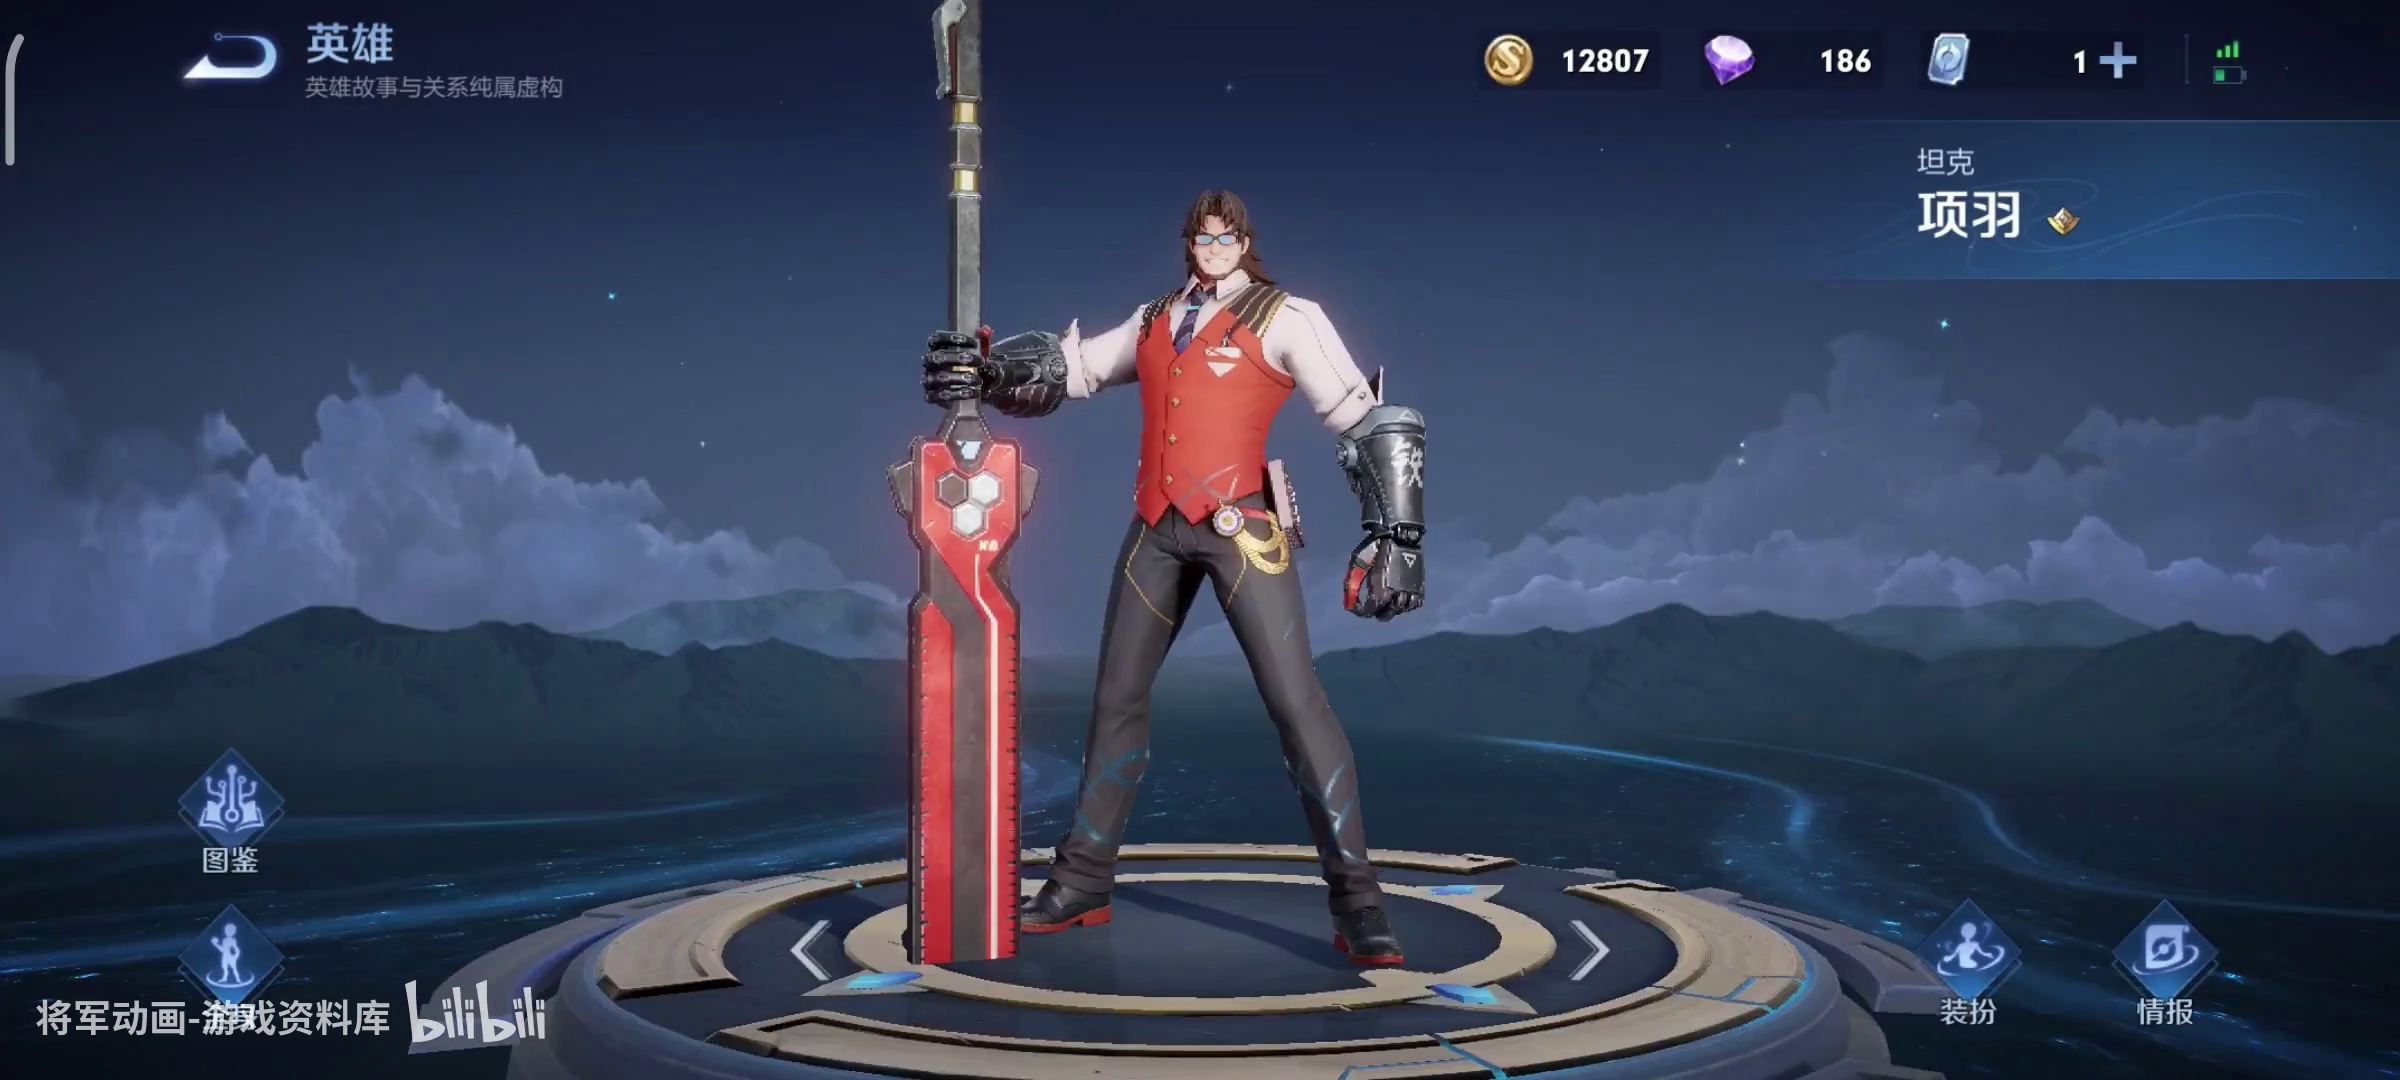 英雄
英雄故事与关系纯属虚构
12807
186
1
坦克
项羽
铁
图鉴
将军动画-游戏资料库 bilibili
装扮
情报